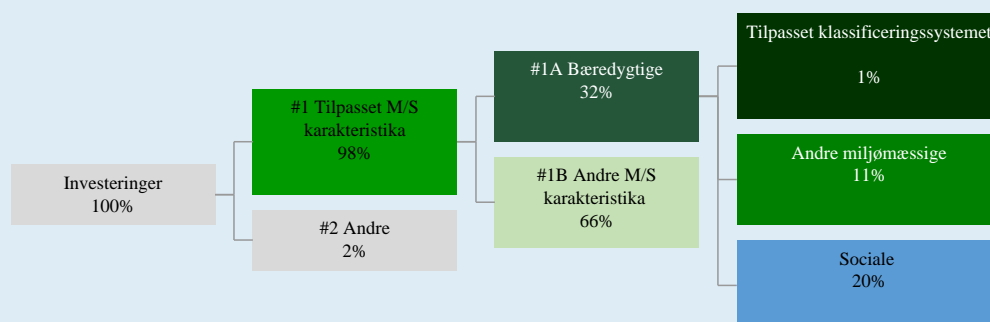 Investeringer
100%
#1 Tilpasset M/S
karakteristika
98%
#2 Andre
2%
#1A Bæredygtige
32%
#1B Andre M/S
karakteristika
66%
Tilpasset klassificeringssystemet
1%
Andre miljømæssige
11%
Sociale
20%